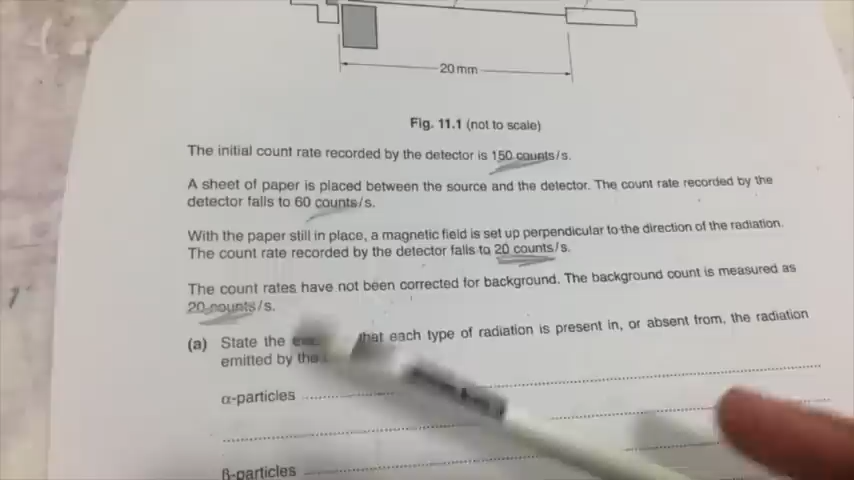 20 mm
Fig. 11.1 (not to scale)
The initial count rate recorded by the detector is 150 counts/s.
A sheet of paper is placed between the source and the detector. The count rate recorded by the
detector falls to 60 counts/s.
With the paper still in place, a magnetic field is set up perpendicular to the direction of the radiation.
The count rate recorded by the detector falls to 20 counts/s.
The count rates have not been corrected for background. The background count is measured as
20 counts/s.
(a) State the that each type of radiation is present in, or absent from, the radiation
emitted by the
α-particles
β-particles